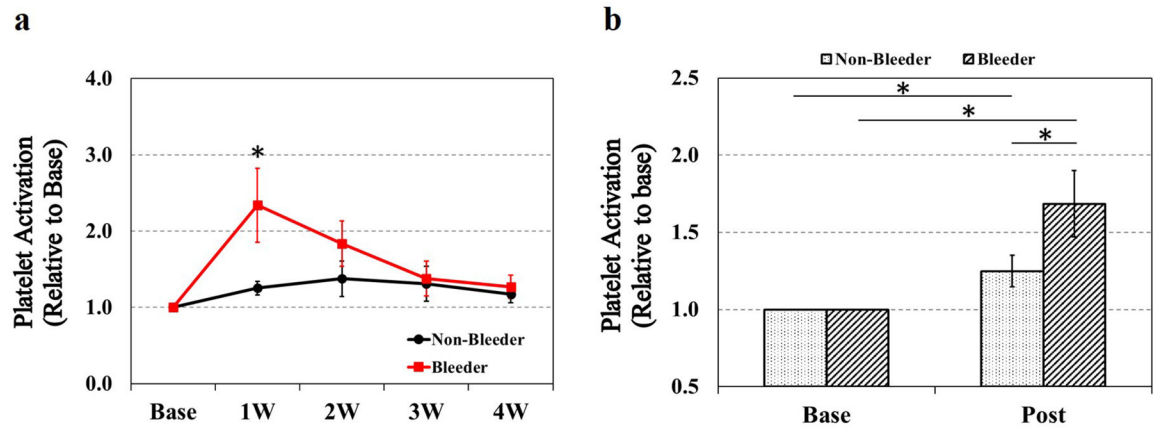 a
Platelet Activation
(Relative to Base)
4.0
3.0
2.0
1.0
0.0
*
Non-Bleeder
Bleeder
Base 1W 2W 3W 4W
b
Non-Bleeder Bleeder
Platelet Activation
(Relative to base)
2.5
2.0
1.5
1.0
0.5
*
*
*
Base Post